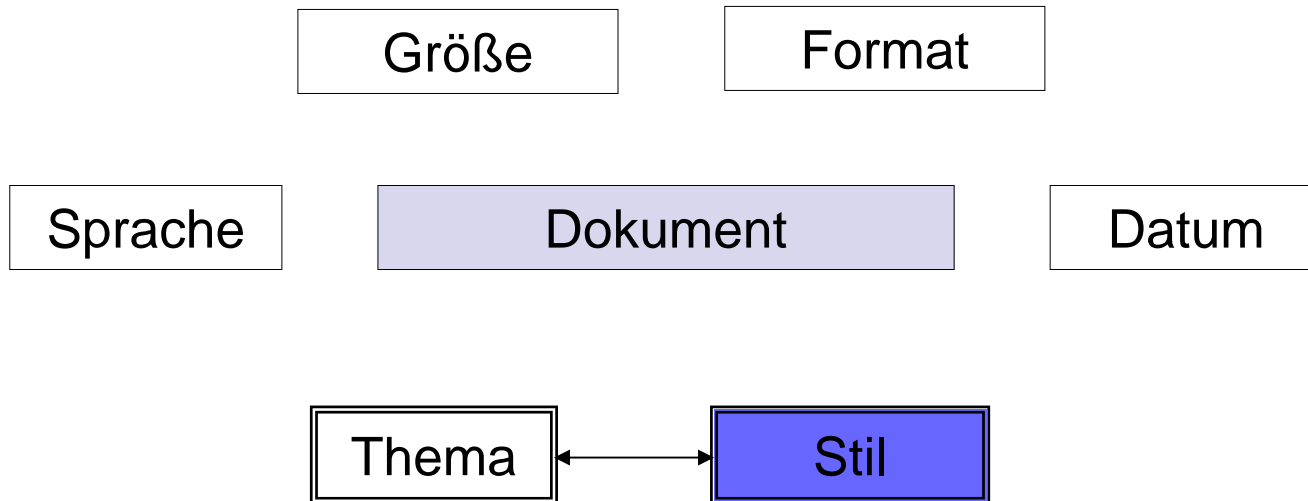 Größe
Format
Sprache
Dokument
Datum
Thema
Stil